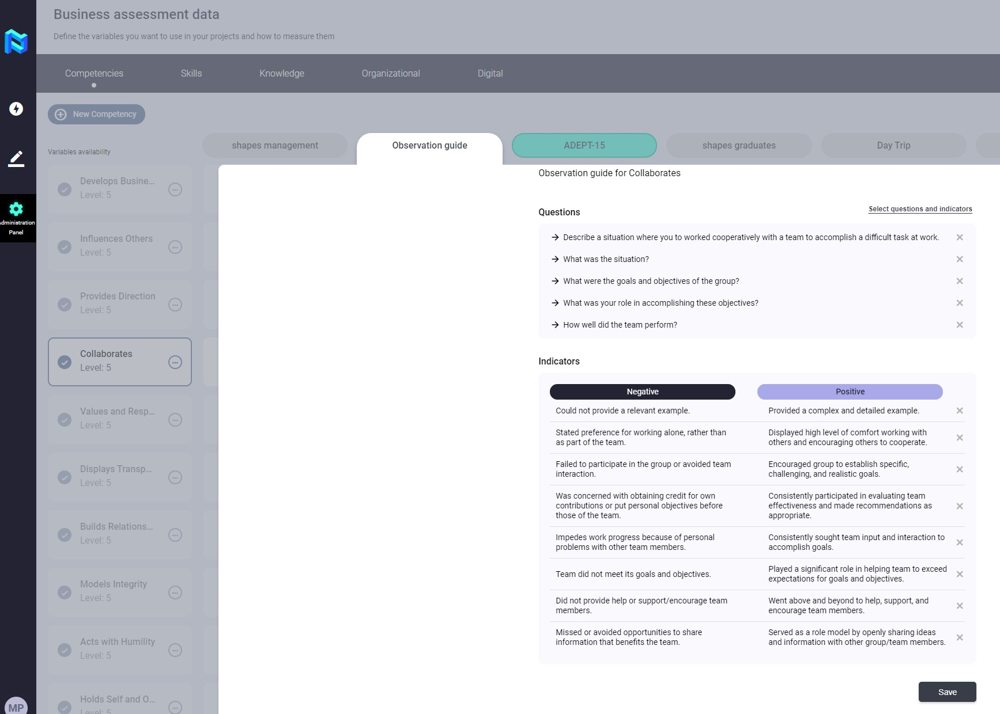 Business assessment data
Define the variables you want to use in your projects and how to measure them
Competencies
Skills
Knowledge
Organizational
Digital
New Competency
Variables availability
shapes management
Observation guide
ADEPT-15
shapes graduates
Day Trip
dministration
Panel
Develops Busine...
Level: 5
Influences Others
Level: 5
Provides Direction
Level: 5
Collaborates
Level: 5
Values and Resp...
Level: 5
Displays Transp...
Level: 5
Builds Relations...
Level: 5
Models Integrity
Level: 5
Acts with Humility
Level: 5
Holds Self and O...
Level: 5
MP
Observation guide for Collaborates
Questions
Select questions and indicators
Describe a situation where you to worked cooperatively with a team to accomplish a difficult task at work.
What was the situation?
What were the goals and objectives of the group?
What was your role in accomplishing these objectives?
How well did the team perform?
Indicators
Negative
Positive
Could not provide a relevant example.
Provided a complex and detailed example.
Stated preference for working alone, rather than
as part of the team.
Displayed high level of comfort working with
others and encouraging others to cooperate.
Failed to participate in the group or avoided team
interaction.
Encouraged group to establish specific,
challenging, and realistic goals.
Was concerned with obtaining credit for own
contributions or put personal objectives before
those of the team.
Consistently participated in evaluating team
effectiveness and made recommendations as
appropriate.
Impedes work progress because of personal
problems with other team members.
Consistently sought team input and interaction to
accomplish goals.
Team did not meet its goals and objectives.
Played a significant role in helping team to exceed
expectations for goals and objectives.
Did not provide help or support/encourage team
members.
Went above and beyond to help, support, and
encourage team members.
Missed or avoided opportunities to share
information that benefits the team.
Served as a role model by openly sharing ideas
and information with other group/team members.
Save